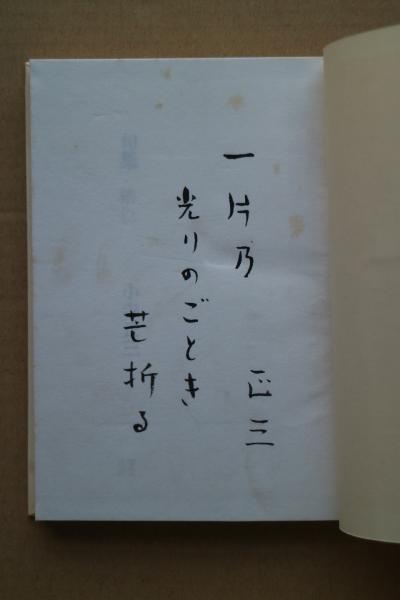 一片乃
光りのごとき
芒折る
正三